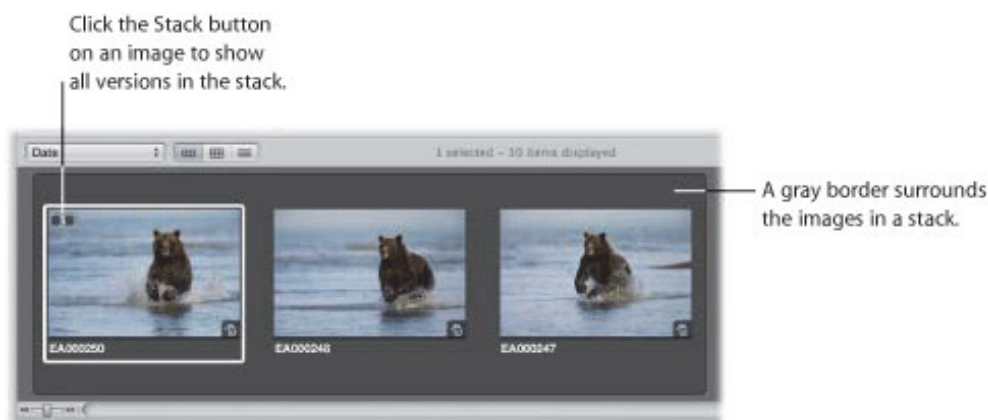 Click the Stack button
on an image to show
all versions in the stack.
Date
1 selected – 10 items displayed
A gray border surrounds
the images in a stack.
EA000250
EA000248
EA000247